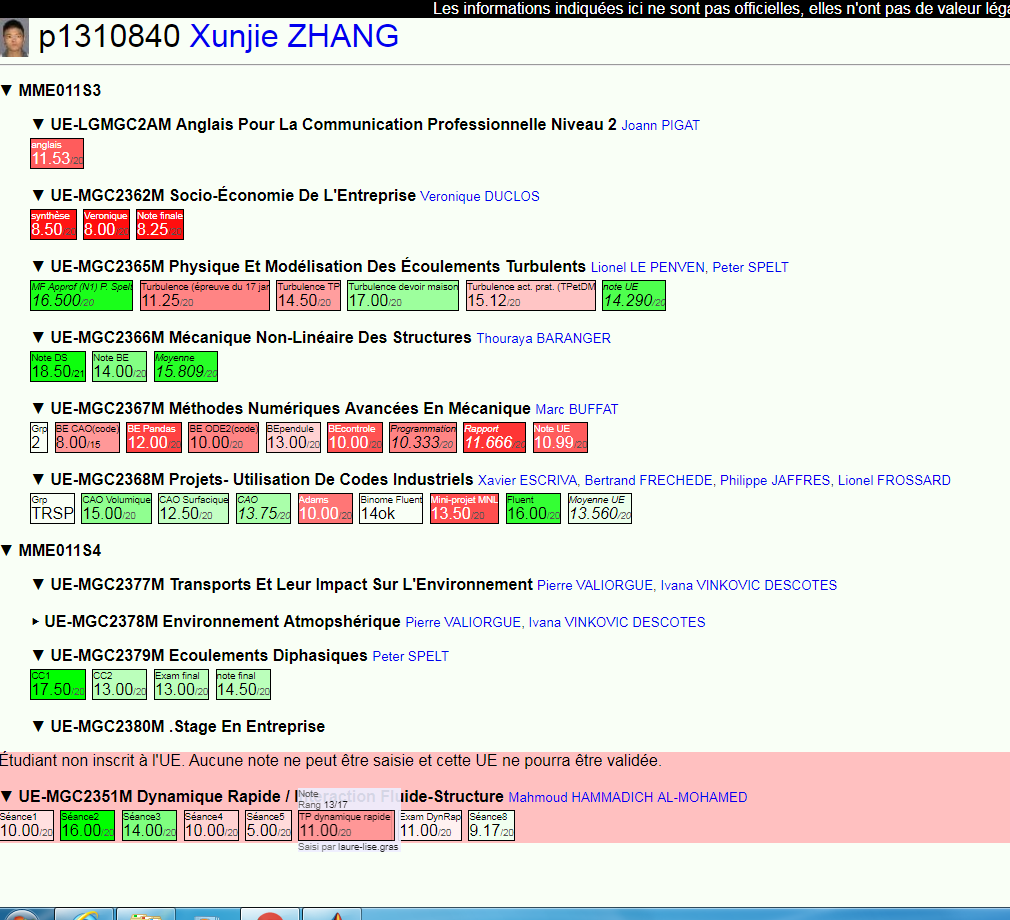 Les informations indiquées ici ne sont pas officielles, elles n'ont pas de valeur léga
p1310840 Xunjie ZHANG
▼ MME011S3
▼ UE-LGMGC2AM Anglais Pour La Communication Professionnelle Niveau 2 Joann PIGAT
anglais
11.53/20
▼ UE-MGC2362M Socio-Économie De L'Entreprise Veronique DUCLOS
synthèse Veronique Note finale
8.50/20 8.00/20 8.25/20
▼ UE-MGC2365M Physique Et Modélisation Des Écoulements Turbulents Lionel LE PENVEN, Peter SPELT
MF Approf (N1) P. Spelt Turbulence (épreuve du 17 jan Turbulence TP Turbulence devoir maison Turbulence act. prat. (TPetDM note UE
16.500/20 11.25/20 14.50/20 17.00/20 15.12/20 14.290/20
▼ UE-MGC2366M Mécanique Non-Linéaire Des Structures Thouraya BARANGER
Note DS Note BE Moyenne
18.50/21 14.00/20 15.809/20
▼ UE-MGC2367M Méthodes Numériques Avancées En Mécanique Marc BUFFAT
Grp BE CAO(code) BE Pandas BE ODE2(code) BEpendule BEcontrole Programmation Rapport Note UE
2 8.00/15 12.00/20 10.00/20 13.00/20 10.00/20 10.333/20 11.666/20 10.99/20
▼ UE-MGC2368M Projets- Utilisation De Codes Industriels Xavier ESCRIVA, Bertrand FRECHEDE, Philippe JAFFRES, Lionel FROSSARD
Grp CAO Volumique CAO Surfacique CAO Adams Binome Fluent Mini-projet MNL Fluent Moyenne UE
TRSP 15.00/20 12.50/20 13.75/20 10.00/20 14ok 13.50/20 16.00/20 13.560/20
▼ MME011S4
▼ UE-MGC2377M Transports Et Leur Impact Sur L'Environnement Pierre VALIORGUE, Ivana VINKOVIC DESCOTES
▸ UE-MGC2378M Environnement Atmopshérique Pierre VALIORGUE, Ivana VINKOVIC DESCOTES
▼ UE-MGC2379M Ecoulements Diphasiques Peter SPELT
CC1 CC2 Exam final note final
17.50/20 13.00/20 13.00/20 14.50/20
▼ UE-MGC2380M .Stage En Entreprise
Étudiant non inscrit à l'UE. Aucune note ne peut être saisie et cette UE ne pourra être validée.
▼ UE-MGC2351M Dynamique Rapide / Interaction Fluide-Structure Mahmoud HAMMADICH AL-MOHAMED
Note
Rang 13/17
Séance1 Séance2 Séance3 Séance4 Séance5 TP dynamique rapide Exam DynRap Séance8
10.00/20 16.00/20 14.00/20 10.00/20 5.00/20 11.00/20 11.00/20 9.17/20
Saisi par laure-lise.gras